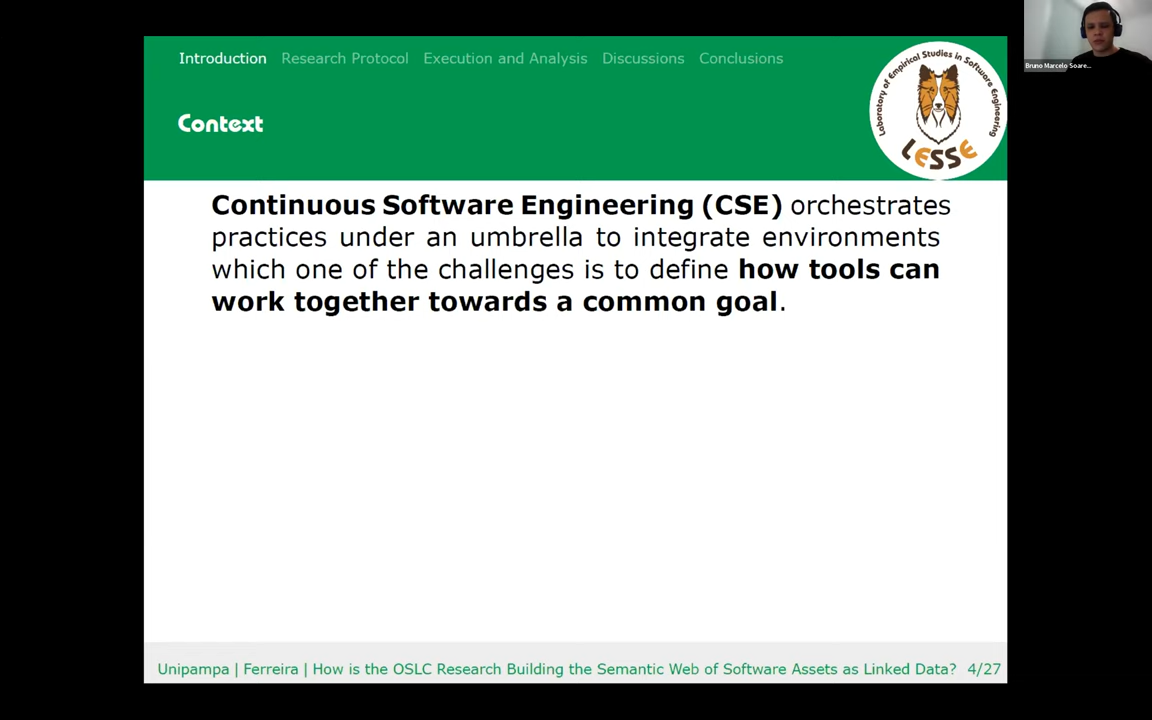 Introduction Research Protocol Execution and Analysis Discussions Conclusions
Context
Laboratory of Empirical Studies in Software Engineering
LESSE
Bruno Marcelo Soare...
Continuous Software Engineering (CSE) orchestrates
practices under an umbrella to integrate environments
which one of the challenges is to define how tools can
work together towards a common goal.
Unipampa | Ferreira | How is the OSLC Research Building the Semantic Web of Software Assets as Linked Data? 4/27